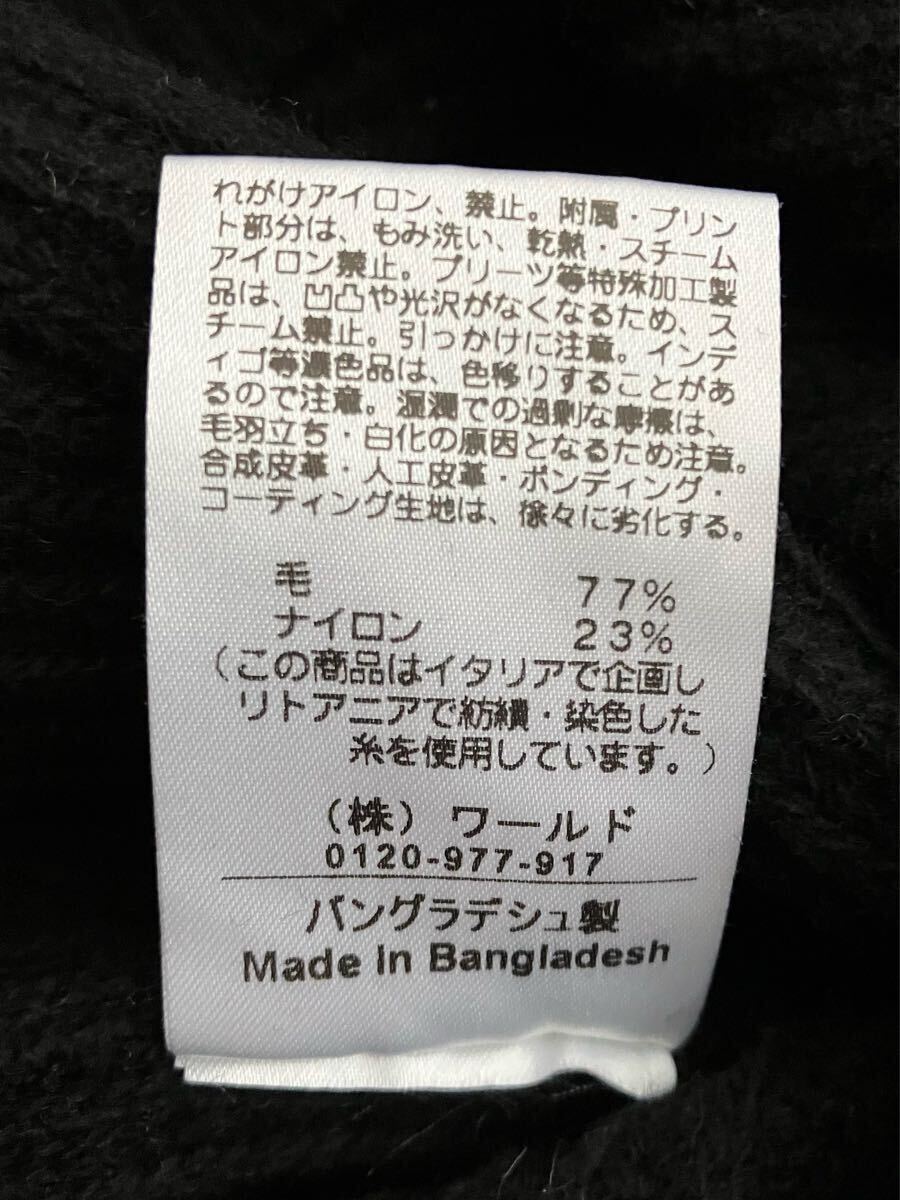 れがけアイロン、禁止。附属・プリン
ト部分は、もみ洗い、乾熱・スチーム
アイロン禁止。プリーツ等特殊加工製
品は、凹凸や光沢がなくなるため、ス
チーム禁止。引っかけに注意。インデ
ィゴ等濃色品は、色移りすることがあ
るので注意。湿潤での過剰な摩擦は、
毛羽立ち・白化の原因となるため注意。
合成皮革・人工皮革・ボンディング・
コーティング生地は、徐々に劣化する。
毛 77%
ナイロン 23%
(この商品はイタリアで企画し
リトアニアで紡績・染色した
糸を使用しています。)
(株) ワールド
0120-977-917
バングラデシュ製
Made In Bangladesh